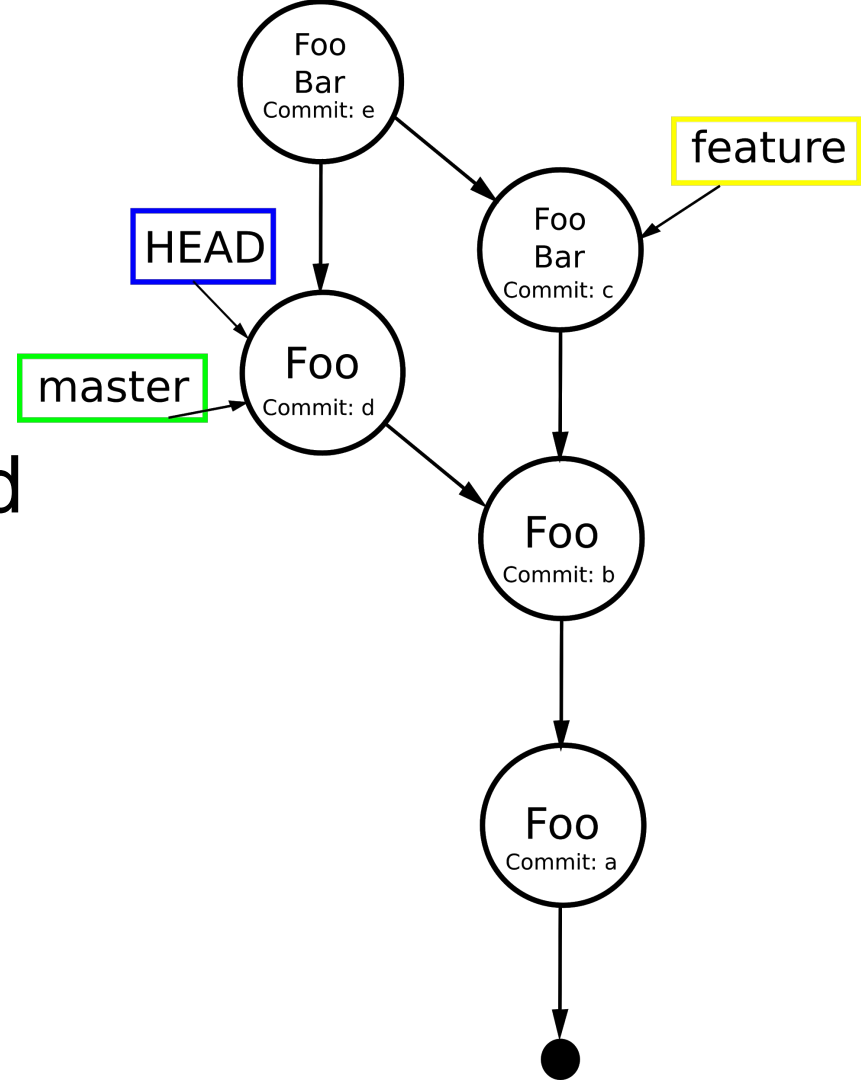 Foo
Bar
Commit: e
feature
Foo
Bar
Commit: c
HEAD
Foo
Commit: d
master
d
Foo
Commit: b
Foo
Commit: a